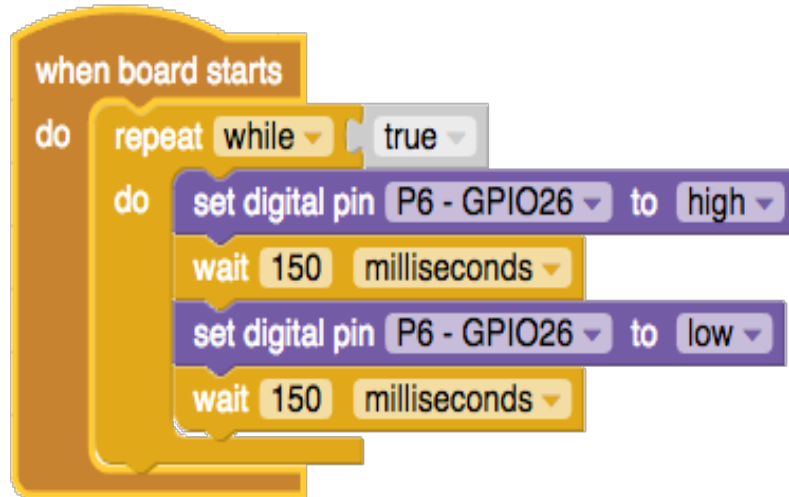 when board starts
do repeat while true
do set digital pin P6 - GPIO26 to high
wait 150 milliseconds
set digital pin P6 - GPIO26 to low
wait 150 milliseconds